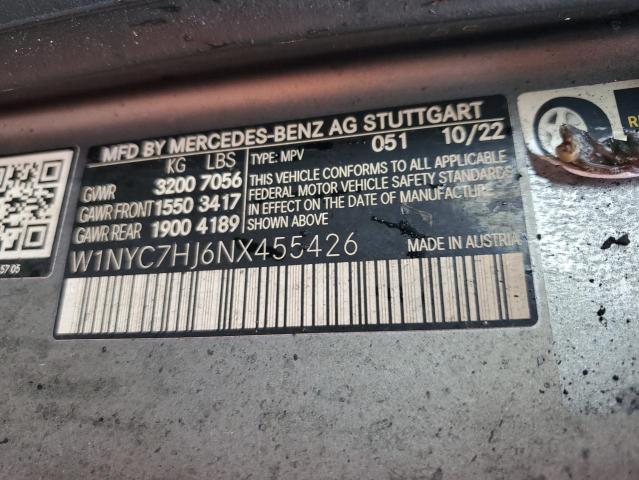 MFD BY MERCEDES-BENZ AG STUTTGART
KG LBS TYPE: MPV 051 10/22
GVWR 3200 7056
GAWR FRONT 1550 3417
GAWR REAR 1900 4189
THIS VEHICLE CONFORMS TO ALL APPLICABLE
FEDERAL MOTOR VEHICLE SAFETY STANDARDS
IN EFFECT ON THE DATE OF MANUFACTURE
SHOWN ABOVE
W1NYC7HJ6NX455426 MADE IN GERMANY